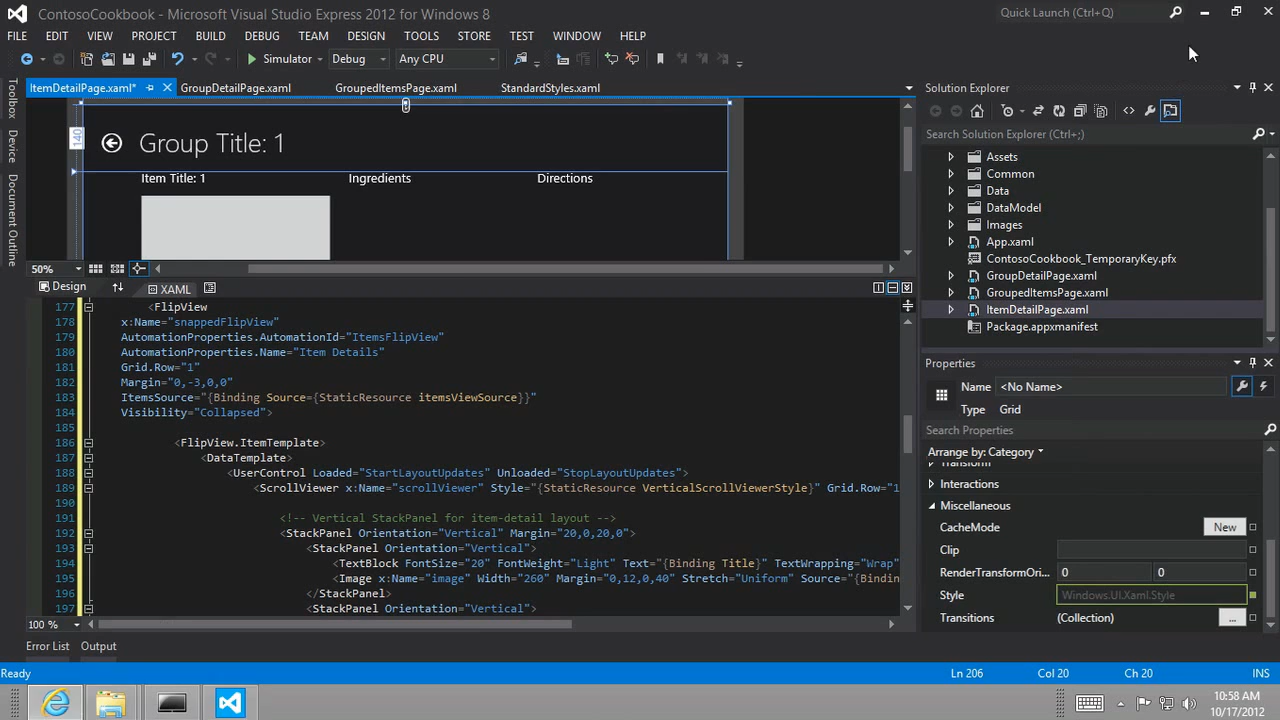 ContosoCookbook - Microsoft Visual Studio Express 2012 for Windows 8
Quick Launch (Ctrl+Q)
FILE EDIT VIEW PROJECT BUILD DEBUG TEAM DESIGN TOOLS STORE TEST WINDOW HELP
Simulator Debug Any CPU
ItemDetailPage.xaml* GroupDetailPage.xaml GroupedItemsPage.xaml StandardStyles.xaml
Toolbox
Device
Document Outline
140
Group Title: 1
Item Title: 1 Ingredients Directions
50%
Design XAML
177 <FlipView
178 x:Name="snappedFlipView"
179 AutomationProperties.AutomationId="ItemsFlipView"
180 AutomationProperties.Name="Item Details"
181 Grid.Row="1"
182 Margin="0,-3,0,0"
183 ItemsSource="{Binding Source={StaticResource itemsViewSource}}"
184 Visibility="Collapsed">
185
186 <FlipView.ItemTemplate>
187 <DataTemplate>
188 <UserControl Loaded="StartLayoutUpdates" Unloaded="StopLayoutUpdates">
189 <ScrollViewer x:Name="scrollViewer" Style="{StaticResource VerticalScrollViewerStyle}" Grid.Row="1
190
191 <!-- Vertical StackPanel for item-detail layout -->
192 <StackPanel Orientation="Vertical" Margin="20,0,20,0">
193 <StackPanel Orientation="Vertical">
194 <TextBlock FontSize="20" FontWeight="Light" Text="{Binding Title}" TextWrapping="Wrap"
195 <Image x:Name="image" Width="260" Margin="0,12,0,40" Stretch="Uniform" Source="{Bindin
196 </StackPanel>
197 <StackPanel Orientation="Vertical">
100 %
Error List Output
Solution Explorer
Search Solution Explorer (Ctrl+;)
Assets
Common
Data
DataModel
Images
App.xaml
ContosoCookbook_TemporaryKey.pfx
GroupDetailPage.xaml
GroupedItemsPage.xaml
ItemDetailPage.xaml
Package.appxmanifest
Properties
Name <No Name>
Type Grid
Search Properties
Arrange by: Category
Transform
Interactions
Miscellaneous
CacheMode New
Clip
RenderTransformOri... 0 0
Style Windows.UI.Xaml.Style
Transitions (Collection) ...
Ready Ln 206 Col 20 Ch 20 INS
10:58 AM
10/17/2012